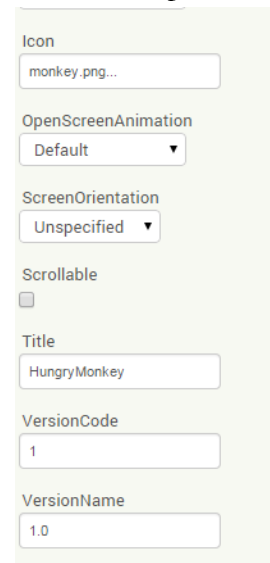 Icon
monkey.png...
OpenScreenAnimation
Default
ScreenOrientation
Unspecified
Scrollable
Title
HungryMonkey
VersionCode
1
VersionName
1.0